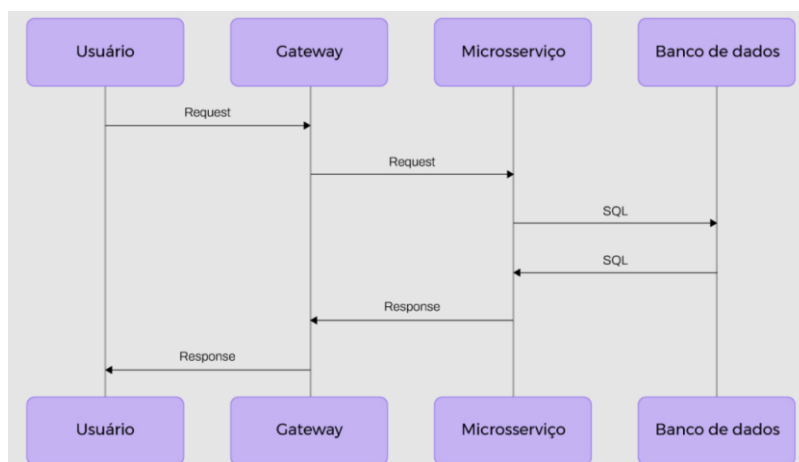 Usuário
Gateway
Microsserviço
Banco de dados
Request
Request
SQL
SQL
Response
Response
Usuário
Gateway
Microsserviço
Banco de dados